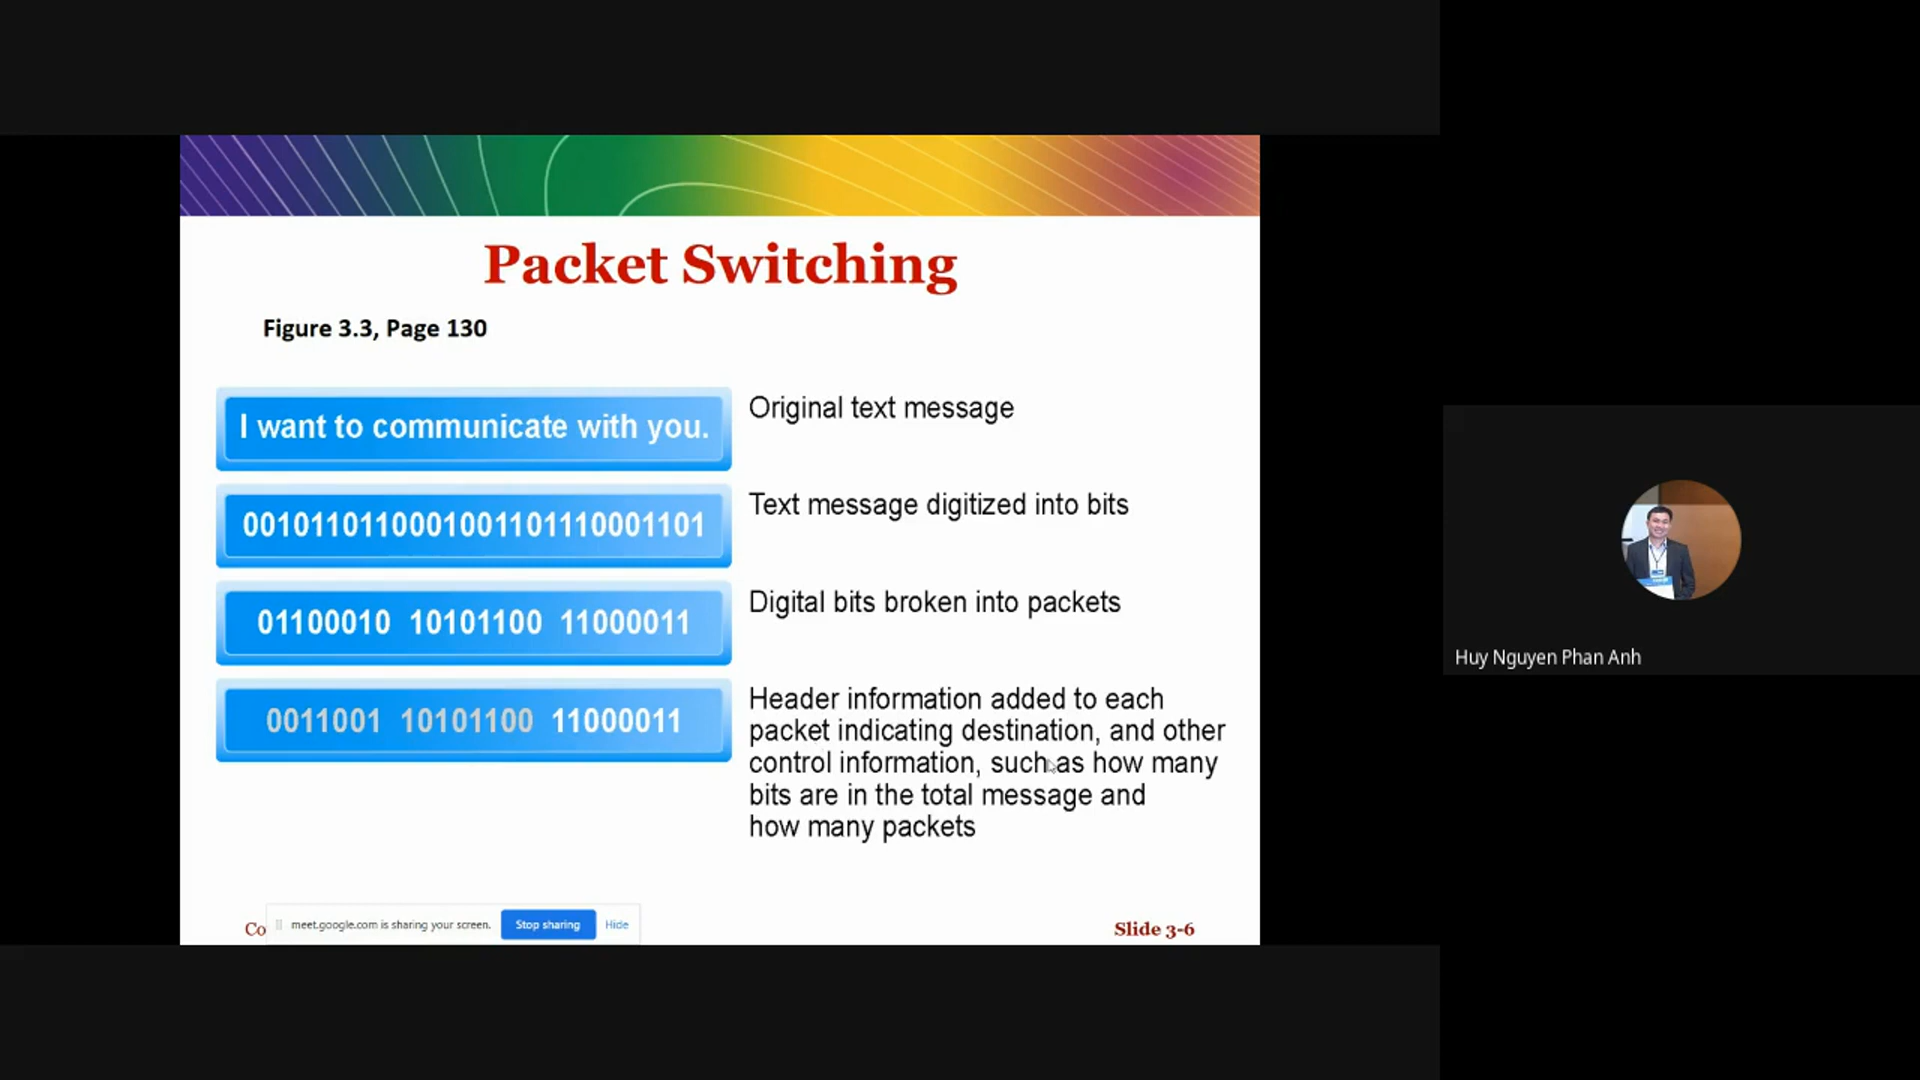 Packet Switching
Figure 3.3, Page 130
I want to communicate with you.
Original text message
001011011000100110111000 1101
Text message digitized into bits
01100010 10101100 11000011
Digital bits broken into packets
0011001 10101100 11000011
Header information added to each
packet indicating destination, and other
control information, such as how many
bits are in the total message and
how many packets
Co
meet.google.com is sharing your screen.
Stop sharing
Hide
Slide 3-6
Huy Nguyen Phan Anh